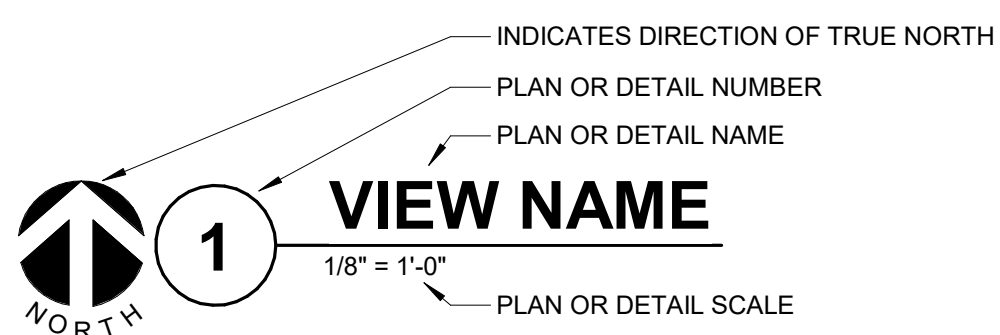 INDICATES DIRECTION OF TRUE NORTH
PLAN OR DETAIL NUMBER
PLAN OR DETAIL NAME
VIEW NAME
1
1/8" = 1'-0"
NORTH
PLAN OR DETAIL SCALE